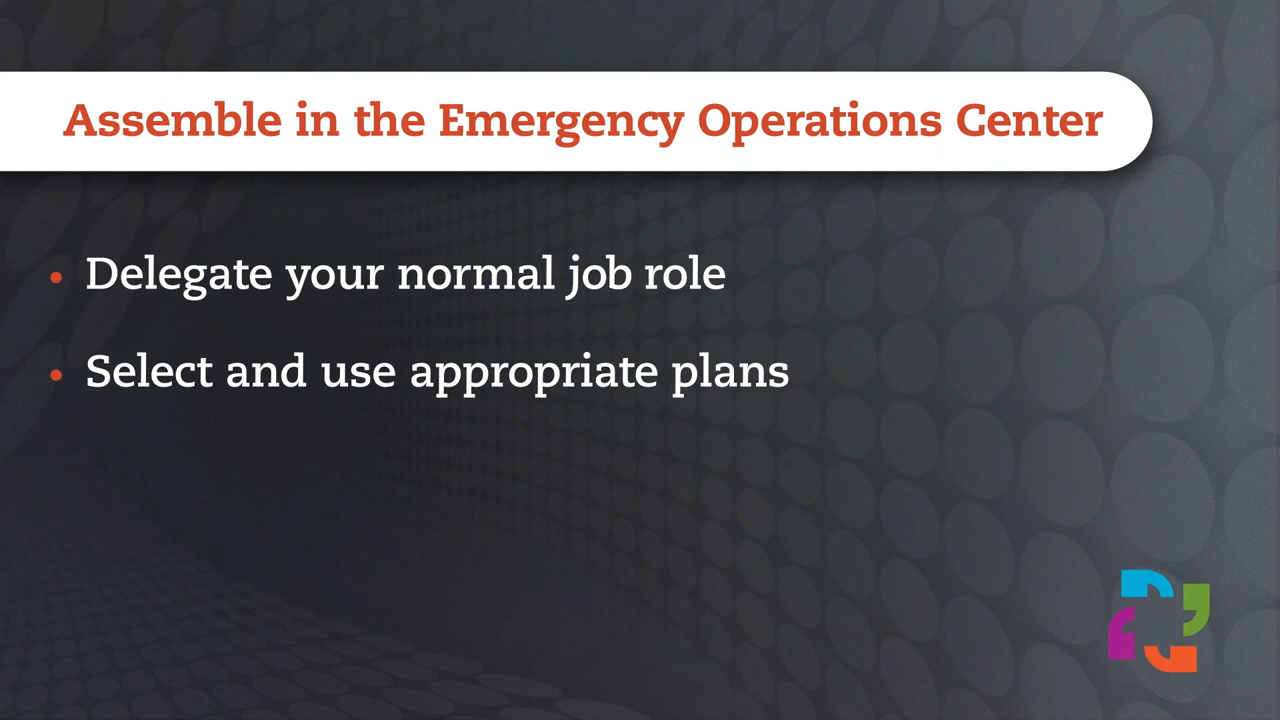 Assemble in the Emergency Operations Center
• Delegate your normal job role
• Select and use appropriate plans